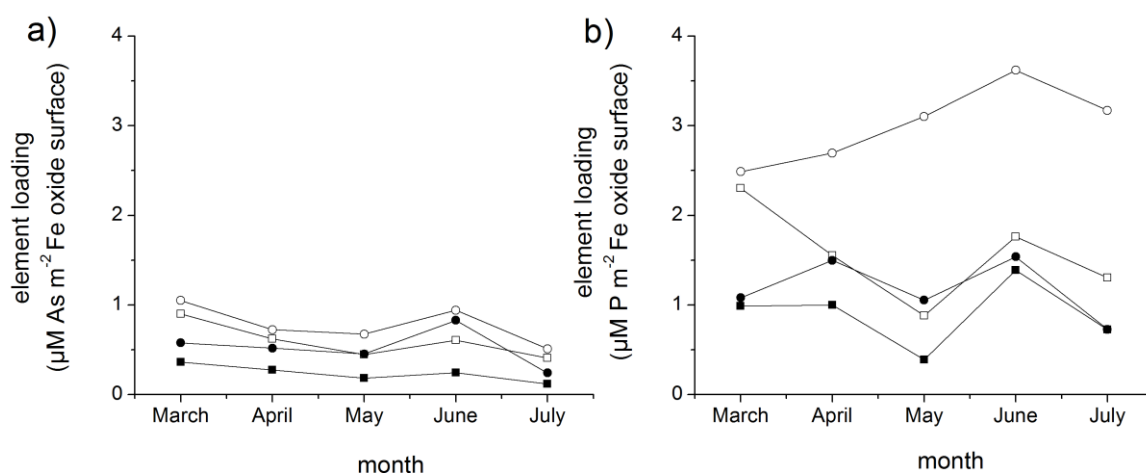 a)
element loading
(µM As m⁻² Fe oxide surface)
4
3
2
1
0
March April May June July
month
b)
element loading
(µM P m⁻² Fe oxide surface)
4
3
2
1
0
March April May June July
month